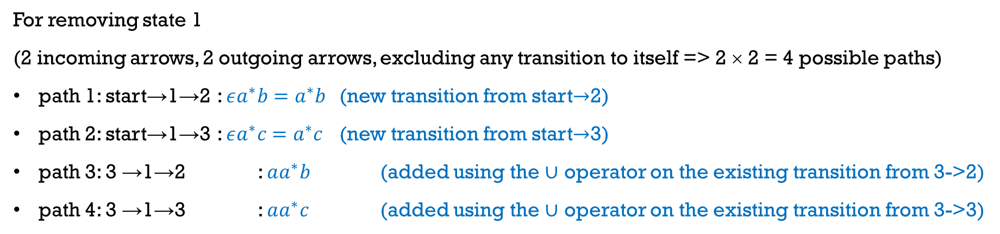 For removing state 1
(2 incoming arrows, 2 outgoing arrows, excluding any transition to itself => 2 × 2 = 4 possible paths)
• path 1: start→1→2 : ϵa*b = a*b (new transition from start→2)
• path 2: start→1→3 : ϵa*c = a*c (new transition from start→3)
• path 3: 3 →1→2 : aa*b (added using the ∪ operator on the existing transition from 3->2)
• path 4: 3 →1→3 : aa*c (added using the ∪ operator on the existing transition from 3->3)